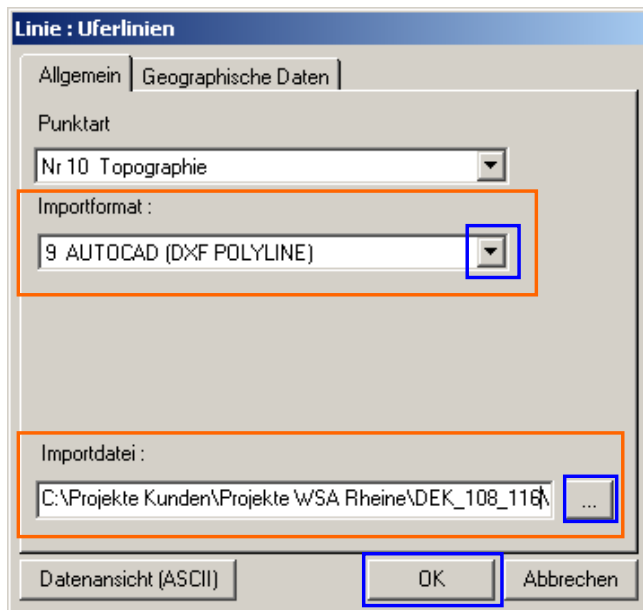 Linie : Uferlinien
Allgemein Geographische Daten
Punktart
Nr 10 Topographie
Importformat :
9 AUTOCAD (DXF POLYLINE)
Importdatei :
C:\Projekte Kunden\Projekte WSA Rheine\DEK_108_116\ ...
Datenansicht (ASCII) OK Abbrechen